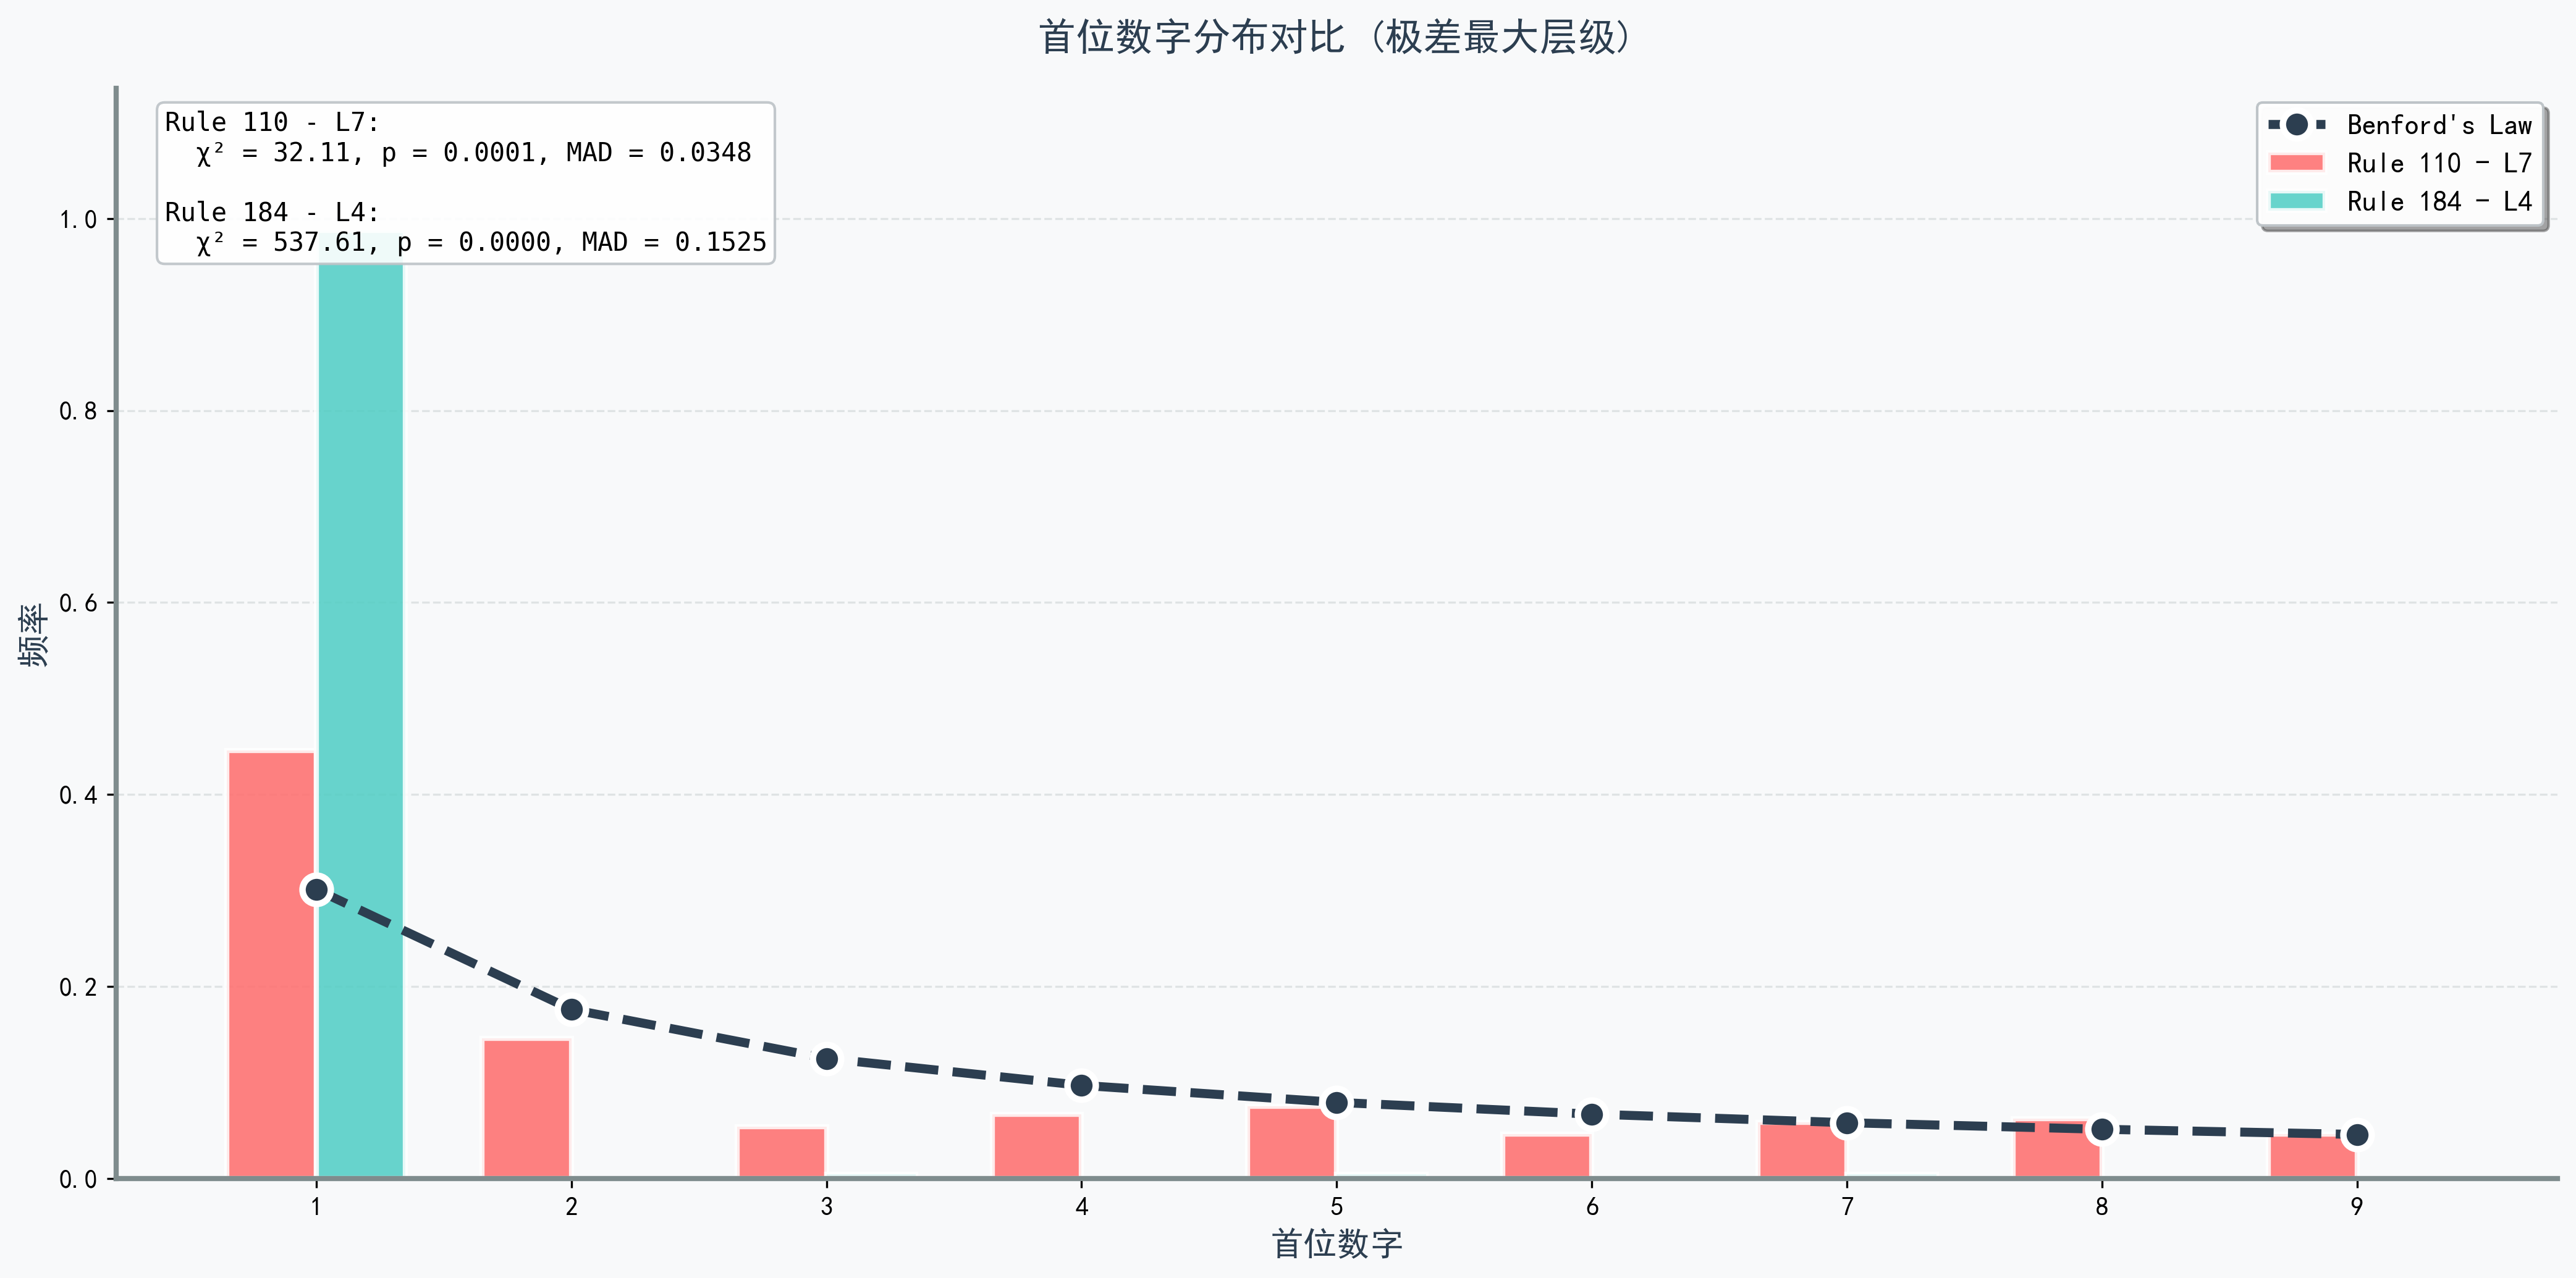 首位数字分布对比（极差最大层级）
Rule 110 - L7:
χ² = 32.11, p = 0.0001, MAD = 0.0348
Rule 184 - L4:
χ² = 537.61, p = 0.0000, MAD = 0.1525
Benford's Law
Rule 110 - L7
Rule 184 - L4
频率
1.0
0.8
0.6
0.4
0.2
0.0
1 2 3 4 5 6 7 8 9
首位数字